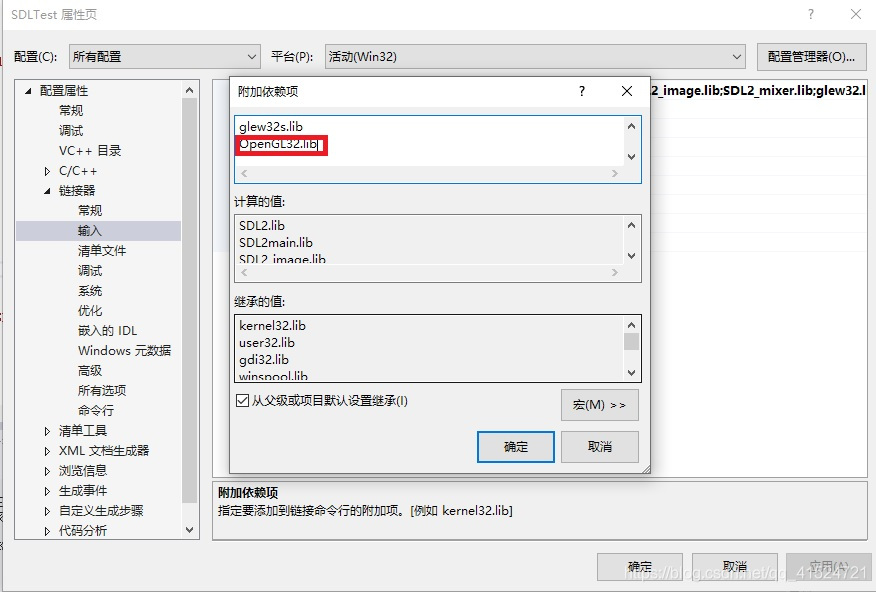 SDLTest 属性页
配置(C): 所有配置 平台(P): 活动(Win32) 配置管理器(O)...
配置属性
常规
调试
VC++ 目录
C/C++
链接器
常规
输入
清单文件
调试
系统
优化
嵌入的 IDL
Windows 元数据
高级
所有选项
命令行
清单工具
XML 文档生成器
浏览信息
生成事件
自定义生成步骤
代码分析
2_image.lib;SDL2_mixer.lib;glew32.l
附加依赖项
glew32s.lib
OpenGL32.lib
计算的值:
SDL2.lib
SDL2main.lib
SDL2_image.lib
继承的值:
kernel32.lib
user32.lib
gdi32.lib
winspool.lib
从父级或项目默认设置继承(I)
宏(M) >>
确定 取消
附加依赖项
指定要添加到链接命令行的附加项。[例如 kernel32.lib]
确定 取消 应用(A)
https://blog.csdn.net/qq_41524721